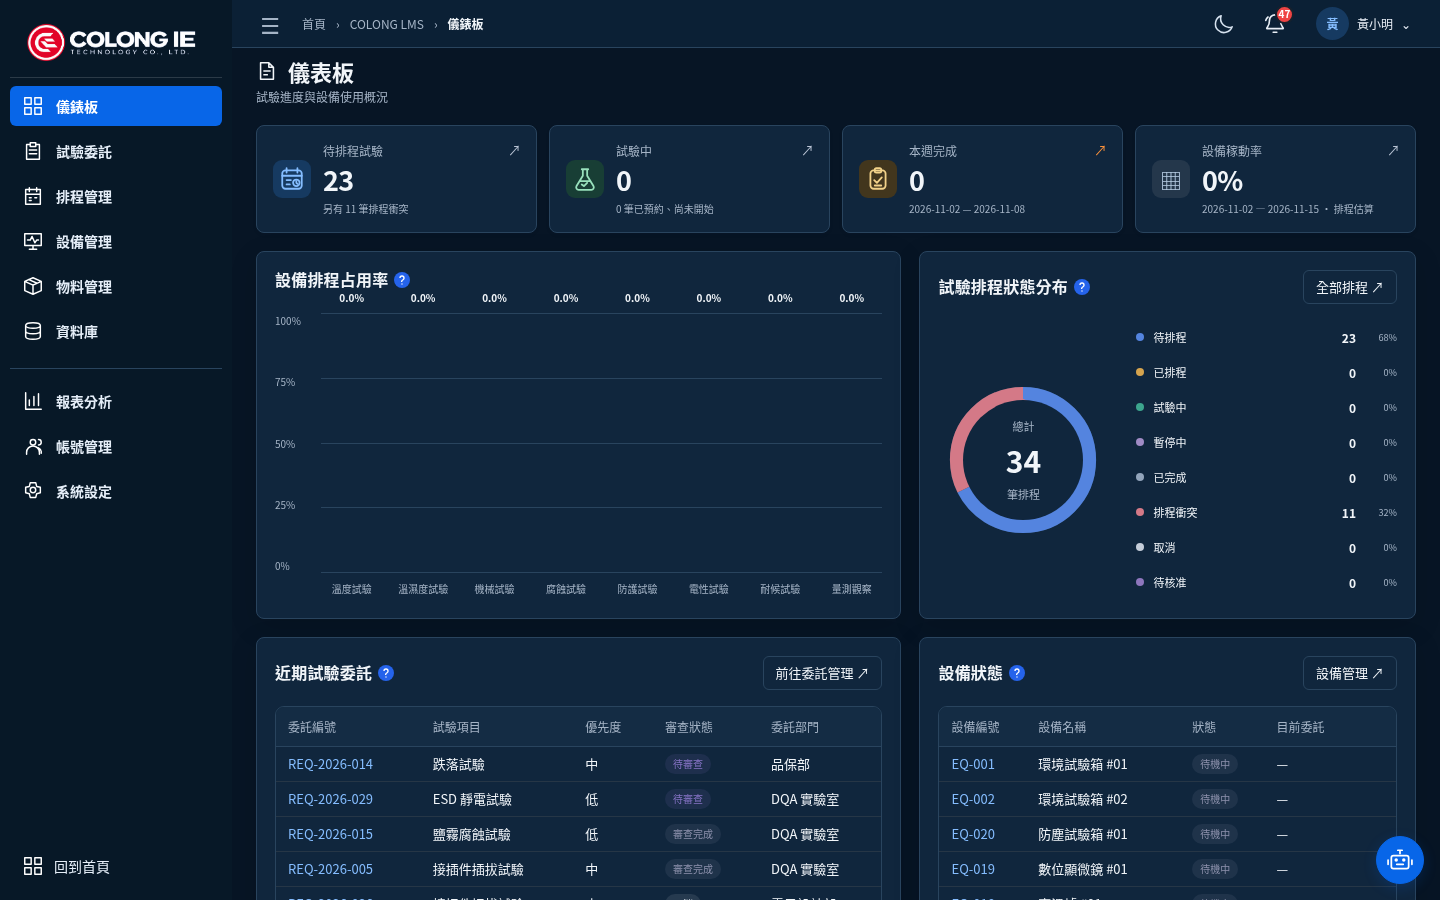 COLONG IE
TECHNOLOGY CO., LTD.
儀錶板
試驗委託
排程管理
設備管理
物料管理
資料庫
報表分析
帳號管理
系統設定
回到首頁
首頁 › COLONG LMS › 儀錶板
47
黃 黃小明
儀表板
試驗進度與設備使用概況
待排程試驗 ↗
23
另有 11 筆排程衝突
試驗中 ↗
0
0 筆已預約、尚未開始
本週完成 ↗
0
2026-11-02 — 2026-11-08
設備稼動率 ↗
0%
2026-11-02 — 2026-11-15 · 排程估算
設備排程占用率 ?
0.0% 0.0% 0.0% 0.0% 0.0% 0.0% 0.0% 0.0%
100%
75%
50%
25%
0%
溫度試驗 溫濕度試驗 機械試驗 腐蝕試驗 防護試驗 電性試驗 耐候試驗 量測觀察
試驗排程狀態分布 ? 全部排程 ↗
總計
34
筆排程
待排程 23 68%
已排程 0 0%
試驗中 0 0%
暫停中 0 0%
已完成 0 0%
排程衝突 11 32%
取消 0 0%
待核准 0 0%
近期試驗委託 ? 前往委託管理 ↗
委託編號 試驗項目 優先度 審查狀態 委託部門
REQ-2026-014 跌落試驗 中 待審查 品保部
REQ-2026-029 ESD 靜電試驗 低 待審查 DQA 實驗室
REQ-2026-015 鹽霧腐蝕試驗 低 審查完成 DQA 實驗室
REQ-2026-005 接插件插拔試驗 中 審查完成 DQA 實驗室
設備狀態 ? 設備管理 ↗
設備編號 設備名稱 狀態 目前委託
EQ-001 環境試驗箱 #01 待機中 —
EQ-002 環境試驗箱 #02 待機中 —
EQ-020 防塵試驗箱 #01 待機中 —
EQ-019 數位顯微鏡 #01 待機中 —